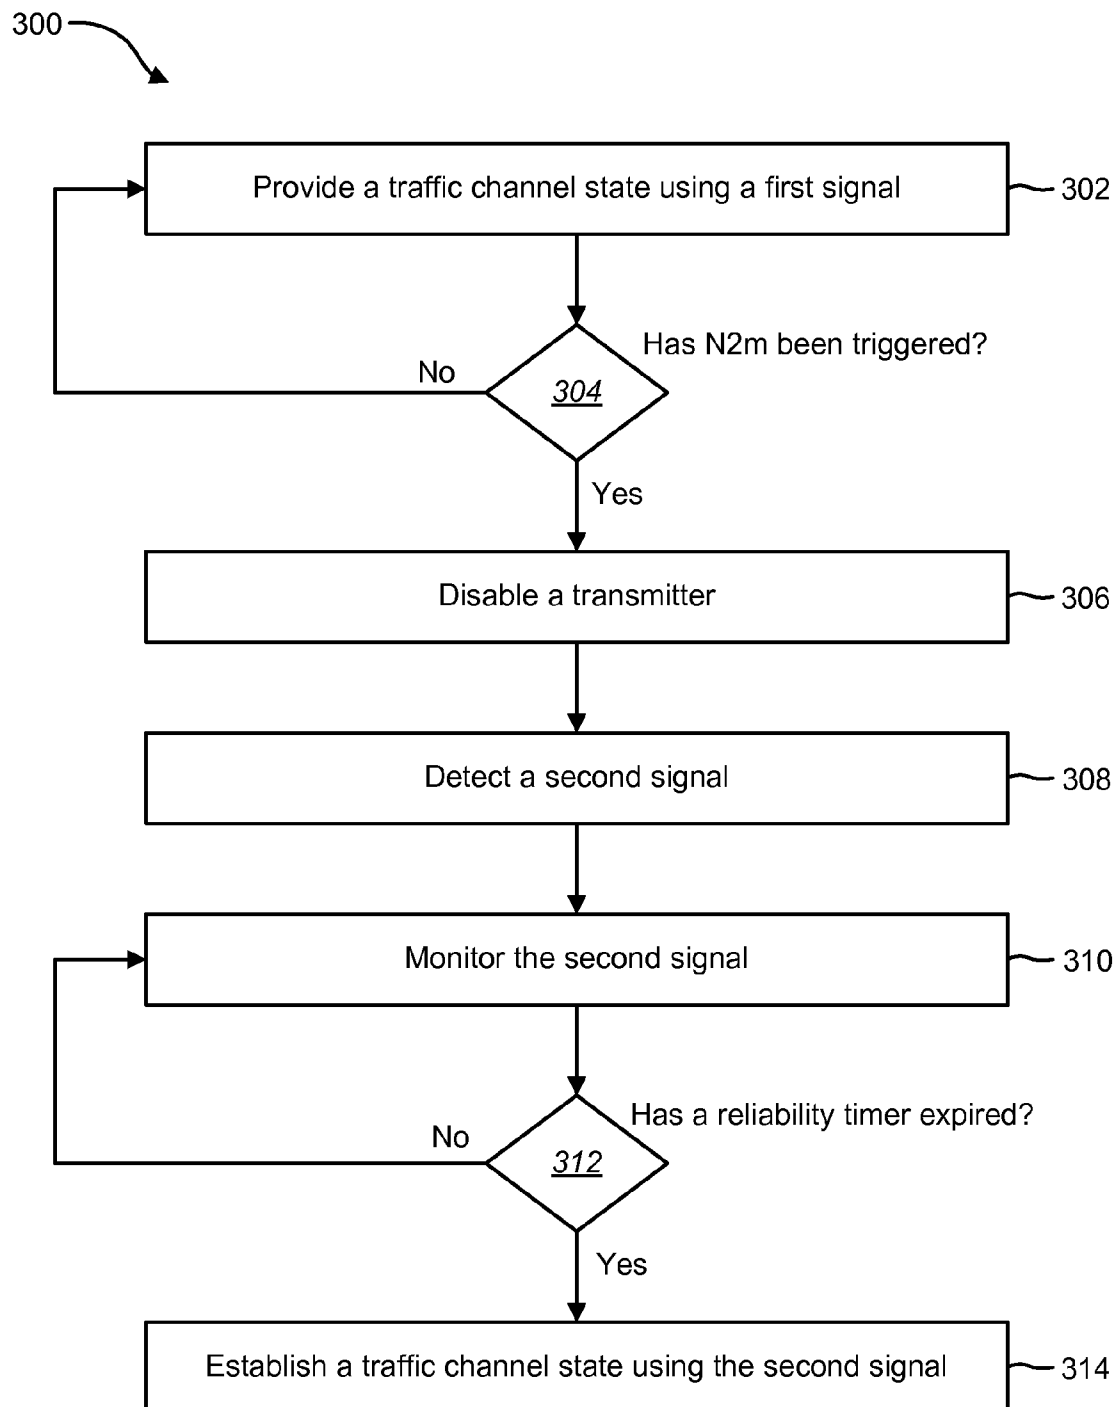 300
Provide a traffic channel state using a first signal
302
Has N2m been triggered?
No
304
Yes
Disable a transmitter
306
Detect a second signal
308
Monitor the second signal
310
Has a reliability timer expired?
No
312
Yes
Establish a traffic channel state using the second signal
314